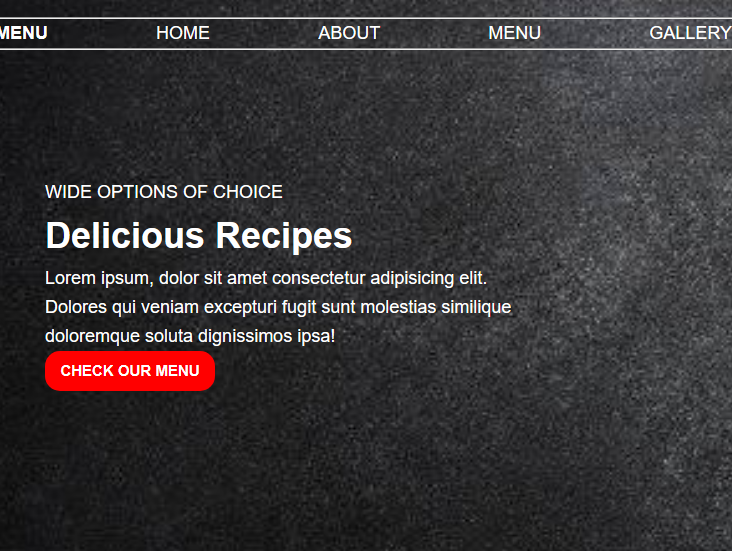 MENU HOME ABOUT MENU GALLERY
WIDE OPTIONS OF CHOICE
Delicious Recipes
Lorem ipsum, dolor sit amet consectetur adipisicing elit.
Dolores qui veniam excepturi fugit sunt molestias similique
doloremque soluta dignissimos ipsa!
CHECK OUR MENU